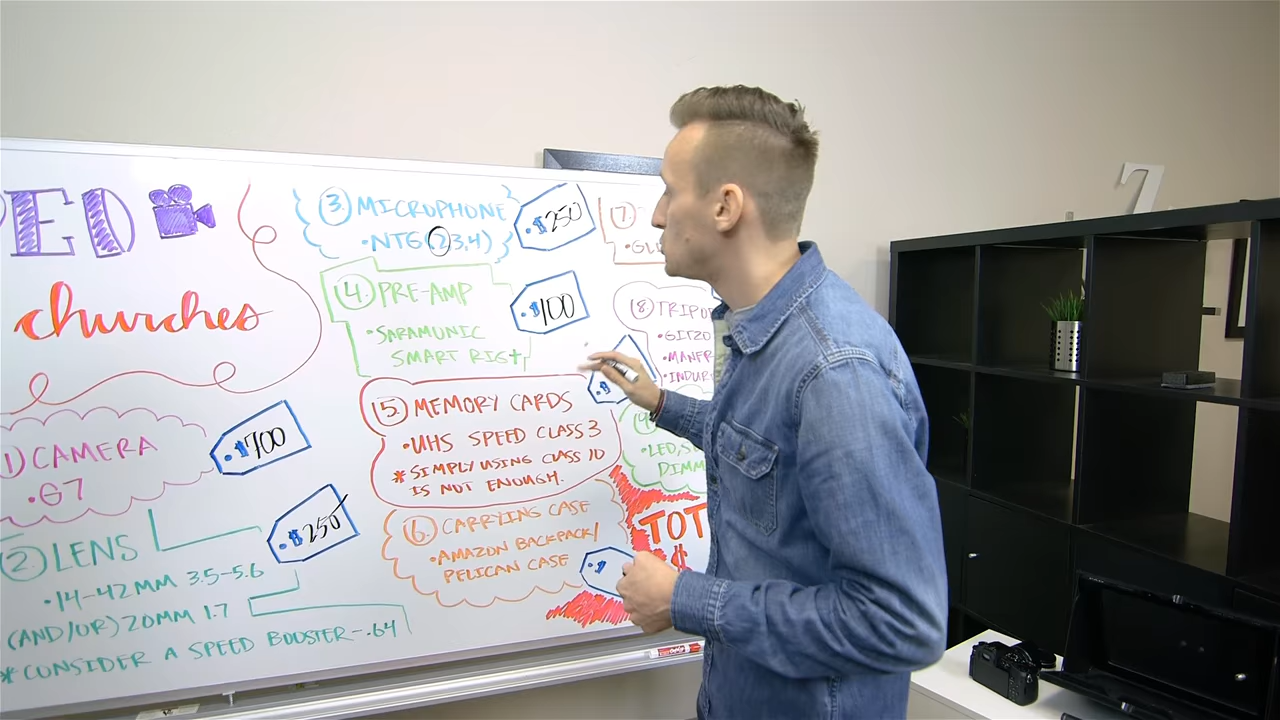 churches
1) CAMERA
• G7
$700
② LENS
$250
• 14-42MM 3.5-5.6
(AND/OR) 20MM 1.7
* CONSIDER A SPEED BOOSTER - .64
③ MICROPHONE
• NTG (2,3,4)
$250
④ PRE-AMP
$100
• SARAMONIC
SMART RIG+
⑤ MEMORY CARDS
$
• UHS SPEED CLASS 3
* SIMPLY USING CLASS 10
IS NOT ENOUGH.
⑥ CARRYING CASE
• AMAZON BACKPACK/
PELICAN CASE
$
⑦
⑧ TRIPO
• GITZO
• MANFR
• INDUR
LED,
DIMM
TOT
$
7